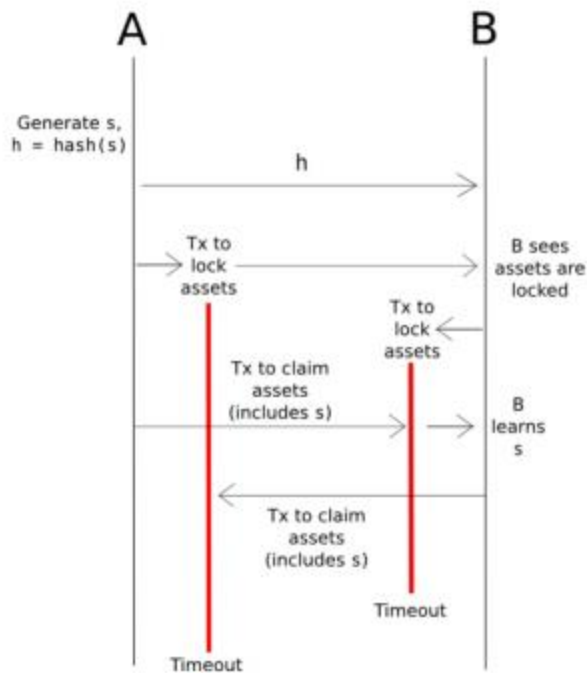 A
B
Generate s,
h = hash(s)
h
Tx to
lock
assets
B sees
assets are
locked
Tx to
lock
assets
Tx to claim
assets
(includes s)
B
learns
s
Tx to claim
assets
(includes s)
Timeout
Timeout